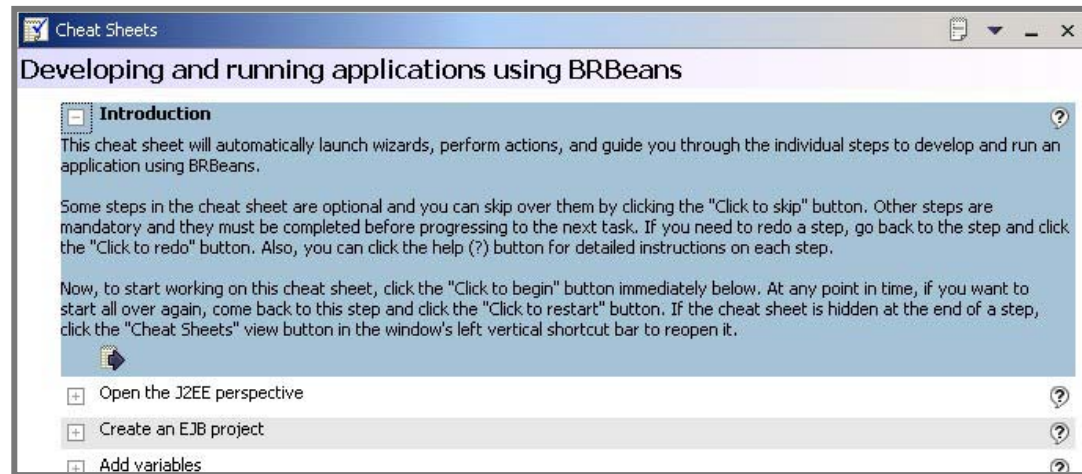 Cheat Sheets
Developing and running applications using BRBeans
Introduction
This cheat sheet will automatically launch wizards, perform actions, and guide you through the individual steps to develop and run an
application using BRBeans.
Some steps in the cheat sheet are optional and you can skip over them by clicking the "Click to skip" button. Other steps are
mandatory and they must be completed before progressing to the next task. If you need to redo a step, go back to the step and click
the "Click to redo" button. Also, you can click the help (?) button for detailed instructions on each step.
Now, to start working on this cheat sheet, click the "Click to begin" button immediately below. At any point in time, if you want to
start all over again, come back to this step and click the "Click to restart" button. If the cheat sheet is hidden at the end of a step,
click the "Cheat Sheets" view button in the window's left vertical shortcut bar to reopen it.
Open the J2EE perspective
Create an EJB project
Add variables